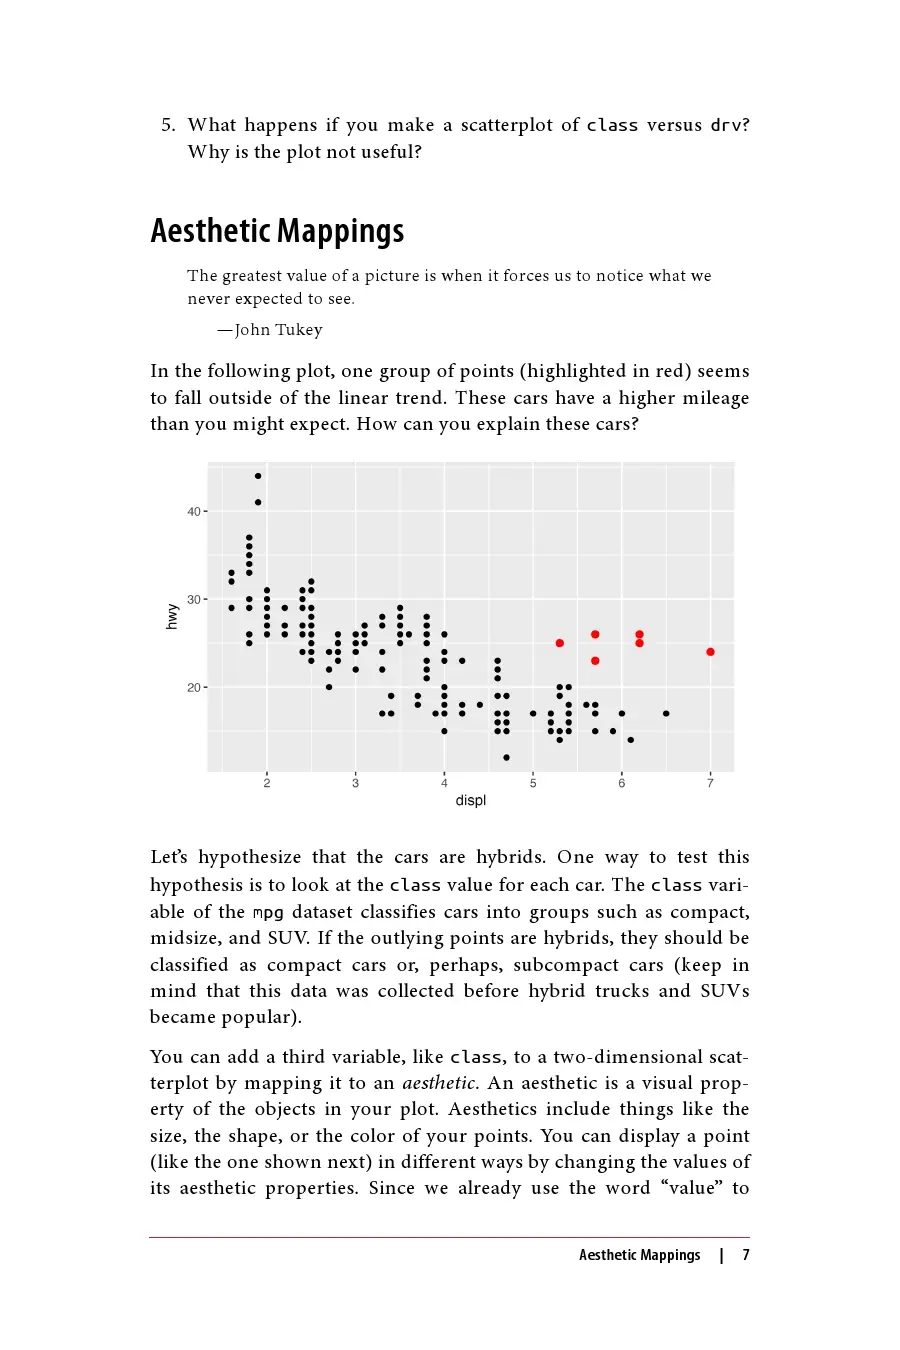 5. What happens if you make a scatterplot of class versus drv?
Why is the plot not useful?
Aesthetic Mappings
The greatest value of a picture is when it forces us to notice what we
never expected to see.
—John Tukey
In the following plot, one group of points (highlighted in red) seems
to fall outside of the linear trend. These cars have a higher mileage
than you might expect. How can you explain these cars?
40
30
20
hwy
2 3 4 5 6 7
displ
Let’s hypothesize that the cars are hybrids. One way to test this
hypothesis is to look at the class value for each car. The class vari-
able of the mpg dataset classifies cars into groups such as compact,
midsize, and SUV. If the outlying points are hybrids, they should be
classified as compact cars or, perhaps, subcompact cars (keep in
mind that this data was collected before hybrid trucks and SUVs
became popular).
You can add a third variable, like class, to a two-dimensional scat-
terplot by mapping it to an aesthetic. An aesthetic is a visual prop-
erty of the objects in your plot. Aesthetics include things like the
size, the shape, or the color of your points. You can display a point
(like the one shown next) in different ways by changing the values of
its aesthetic properties. Since we already use the word “value” to
Aesthetic Mappings | 7